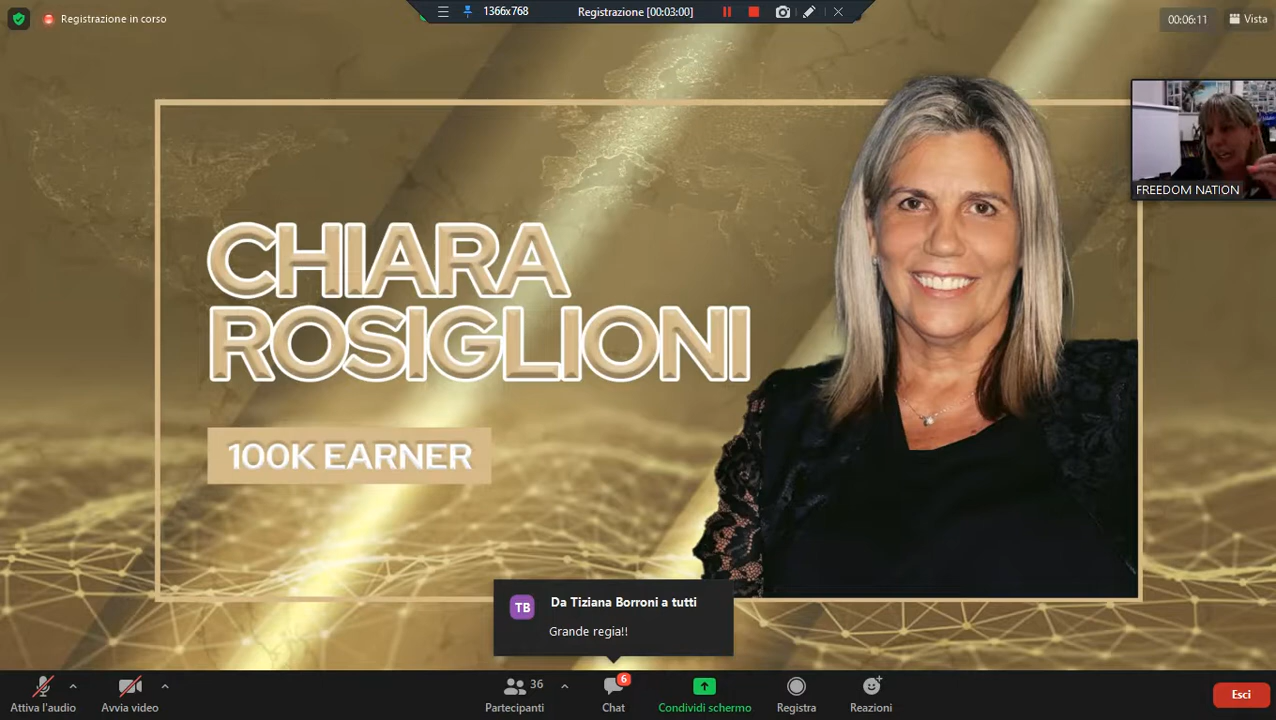 Registrazione in corso
1366x768
Registrazione [00:03:00]
00:06:11
Vista
FREEDOM NATION
CHIARA
ROSIGLIONI
100K EARNER
TB
Da Tiziana Borroni a tutti
Grande regia!!
Attiva l'audio
Avvia video
36
Partecipanti
6
Chat
Condividi schermo
Registra
Reazioni
Esci